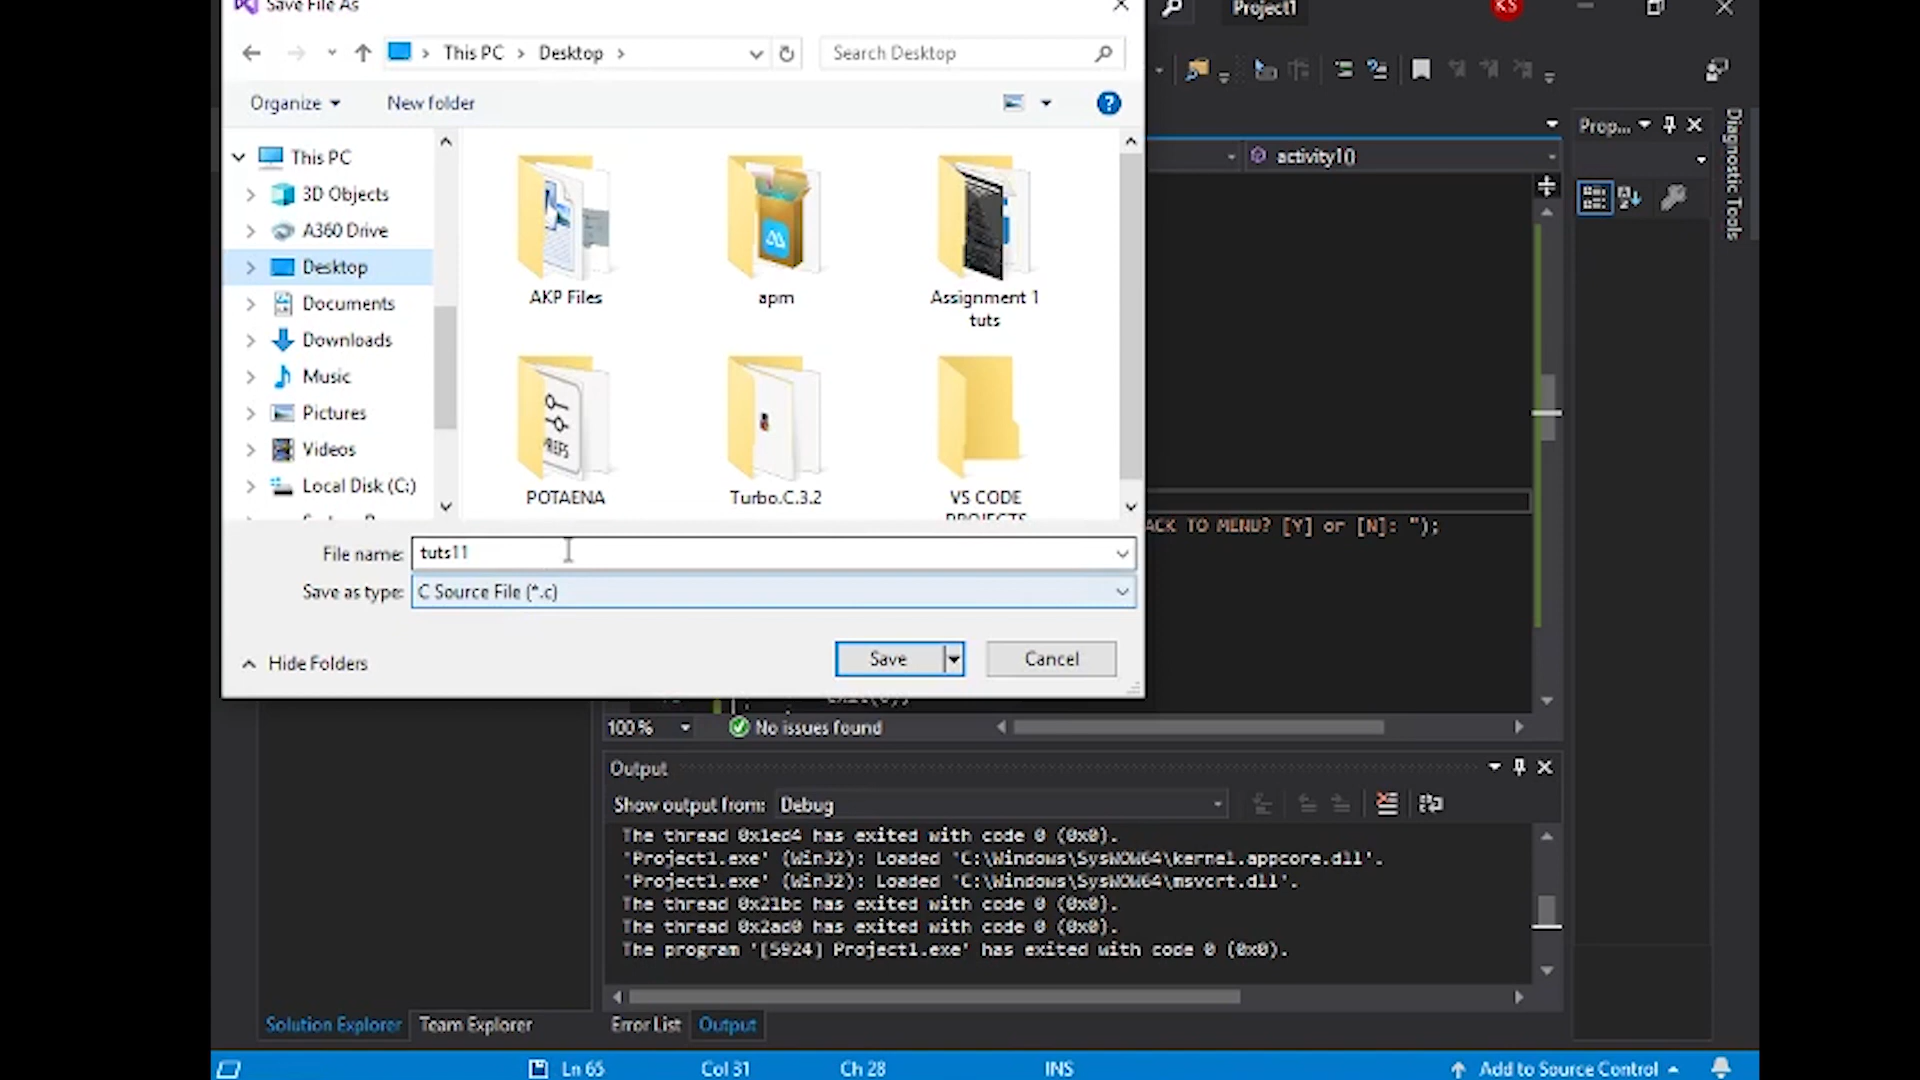 Save File As
Project1
KS
This PC > Desktop >
Search Desktop
Organize
New folder
This PC
3D Objects
A360 Drive
Desktop
Documents
Downloads
Music
Pictures
Videos
Local Disk (C:)
AKP Files
apm
Assignment 1
tuts
POTAENA
Turbo.C.3.2
VS CODE
PROJECTS
File name: tuts11
Save as type: C Source File (*.c)
Hide Folders
Save
Cancel
Prop...
Diagnostic Tools
activity1()
ACK TO MENU? [Y] or [N]: ");
exit(0);
100 %
No issues found
Output
Show output from: Debug
The thread 0x1ed4 has exited with code 0 (0x0).
'Project1.exe' (Win32): Loaded 'C:\Windows\SysWOW64\kernel.appcore.dll'.
'Project1.exe' (Win32): Loaded 'C:\Windows\SysWOW64\msvcrt.dll'.
The thread 0x21bc has exited with code 0 (0x0).
The thread 0x2ad0 has exited with code 0 (0x0).
The program '[5924] Project1.exe' has exited with code 0 (0x0).
Solution Explorer
Team Explorer
Error List
Output
Ln 65
Col 31
Ch 28
INS
Add to Source Control